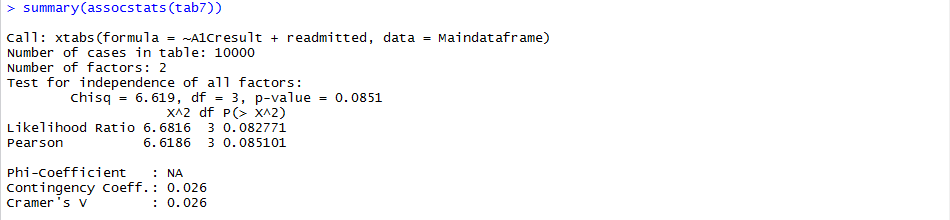 > summary(assocstats(tab7))

Call: xtabs(formula = ~A1Cresult + readmitted, data = Maindataframe)
Number of cases in table: 10000
Number of factors: 2
Test for independence of all factors:
        Chisq = 6.619, df = 3, p-value = 0.0851
                    X^2 df P(> X^2)
Likelihood Ratio 6.6816  3 0.082771
Pearson          6.6186  3 0.085101

Phi-Coefficient   : NA
Contingency Coeff.: 0.026
Cramer's V        : 0.026